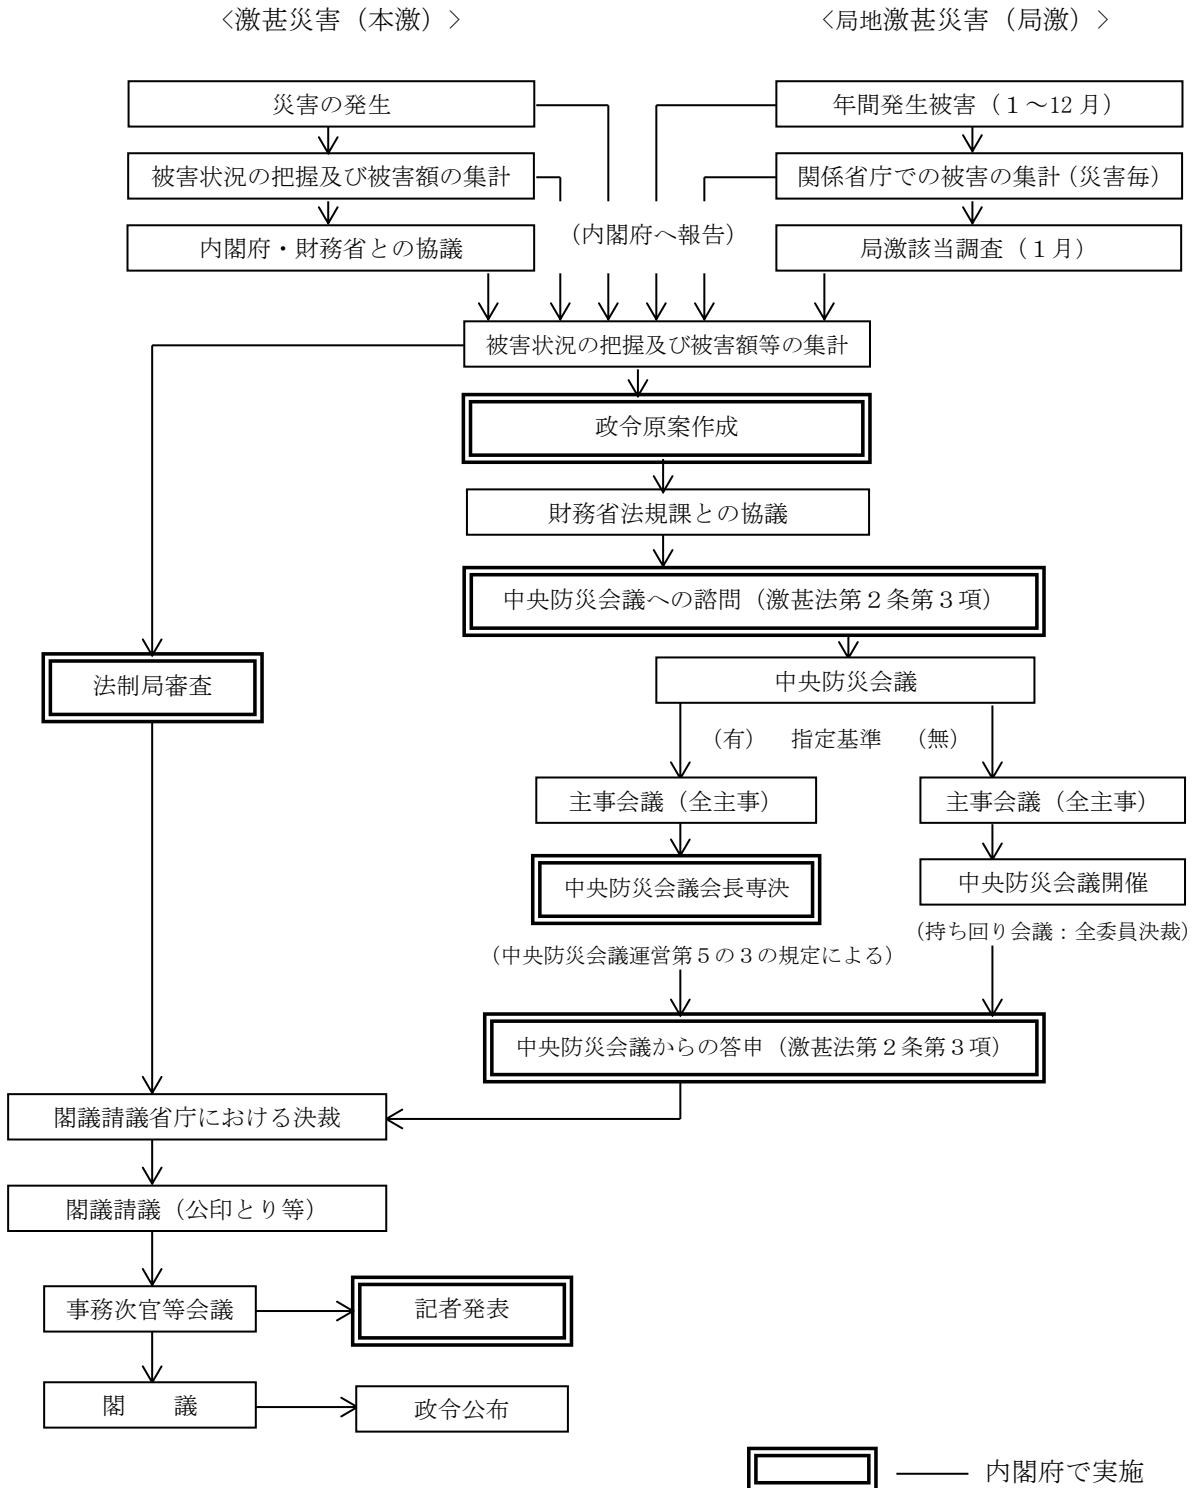 <激甚災害（本激）>
<局地激甚災害（局激）>
災害の発生
年間発生被害（１～12月）
被害状況の把握及び被害額の集計
関係省庁での被害の集計（災害毎）
（内閣府へ報告）
内閣府・財務省との協議
局激該当調査（１月）
被害状況の把握及び被害額等の集計
政令原案作成
財務省法規課との協議
中央防災会議への諮問（激甚法第２条第３項）
法制局審査
中央防災会議
（有）　指定基準　（無）
主事会議（全主事）
主事会議（全主事）
中央防災会議会長専決
中央防災会議開催
（持ち回り会議：全委員決裁）
（中央防災会議運営第５の３の規定による）
中央防災会議からの答申（激甚法第２条第３項）
閣議請議省庁における決裁
閣議請議（公印とり等）
事務次官等会議
記者発表
閣　　議
政令公布
内閣府で実施